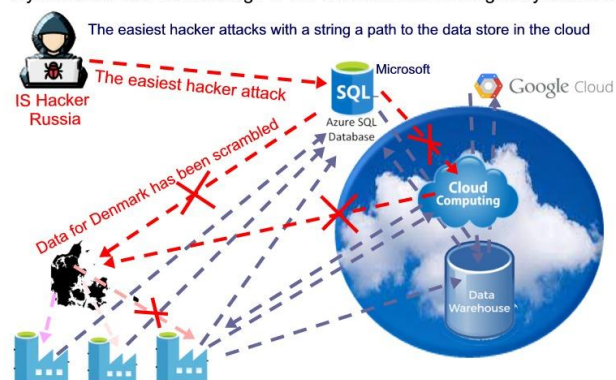 The easiest hacker attacks with a string a path to the data store in the cloud
IS Hacker
Russia
The easiest hacker attack
SQL
Microsoft
Azure SQL
Database
Google Cloud
Data for Denmark has been scrambled
Cloud
Computing
Data
Warehouse